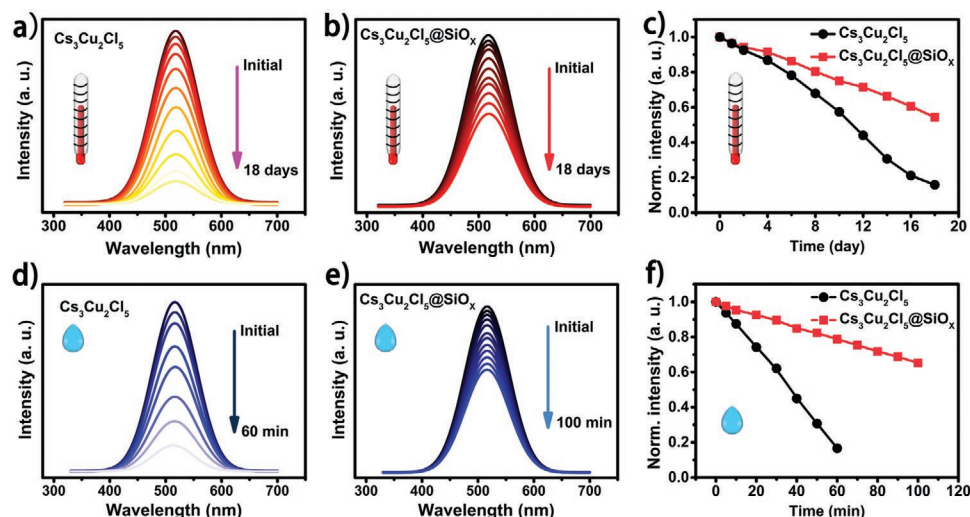 a)
Cs₃Cu₂Cl₅
Initial
18 days
Intensity (a. u.)
300 400 500 600 700
Wavelength (nm)
b)
Cs₃Cu₂Cl₅@SiOₓ
Initial
18 days
Intensity (a. u.)
300 400 500 600 700
Wavelength (nm)
c)
Cs₃Cu₂Cl₅
Cs₃Cu₂Cl₅@SiOₓ
Norm. intensity (a. u.)
1.0
0.8
0.6
0.4
0.2
0.0
0 4 8 12 16 20
Time (day)
d)
Cs₃Cu₂Cl₅
Initial
60 min
Intensity (a. u.)
300 400 500 600 700
Wavelength (nm)
e)
Cs₃Cu₂Cl₅@SiOₓ
Initial
100 min
Intensity (a. u.)
400 500 600 700
Wavelength (nm)
f)
Cs₃Cu₂Cl₅
Cs₃Cu₂Cl₅@SiOₓ
Norm. intensity (a. u.)
1.0
0.8
0.6
0.4
0.2
0.0
0 20 40 60 80 100 120
Time (min)